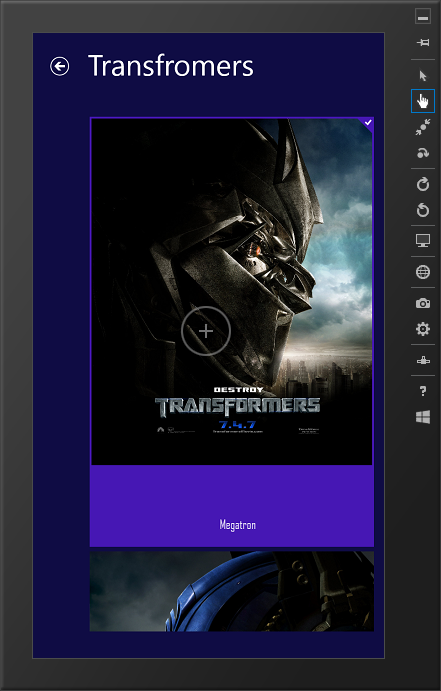 Transfromers
DESTROY
TRANSFORMERS
7.4.7
Megatron
?